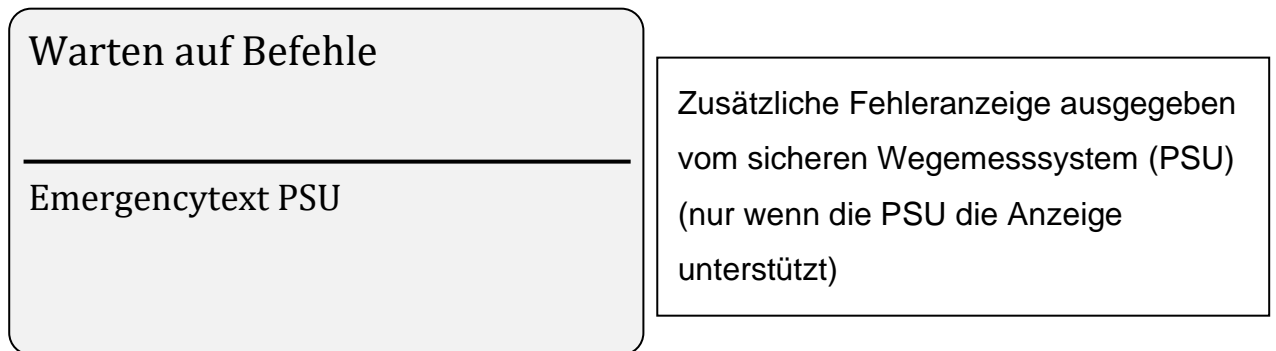 Warten auf Befehle
Emergencytext PSU
Zusätzliche Fehleranzeige ausgegeben
vom sicheren Wegemesssystem (PSU)
(nur wenn die PSU die Anzeige
unterstützt)